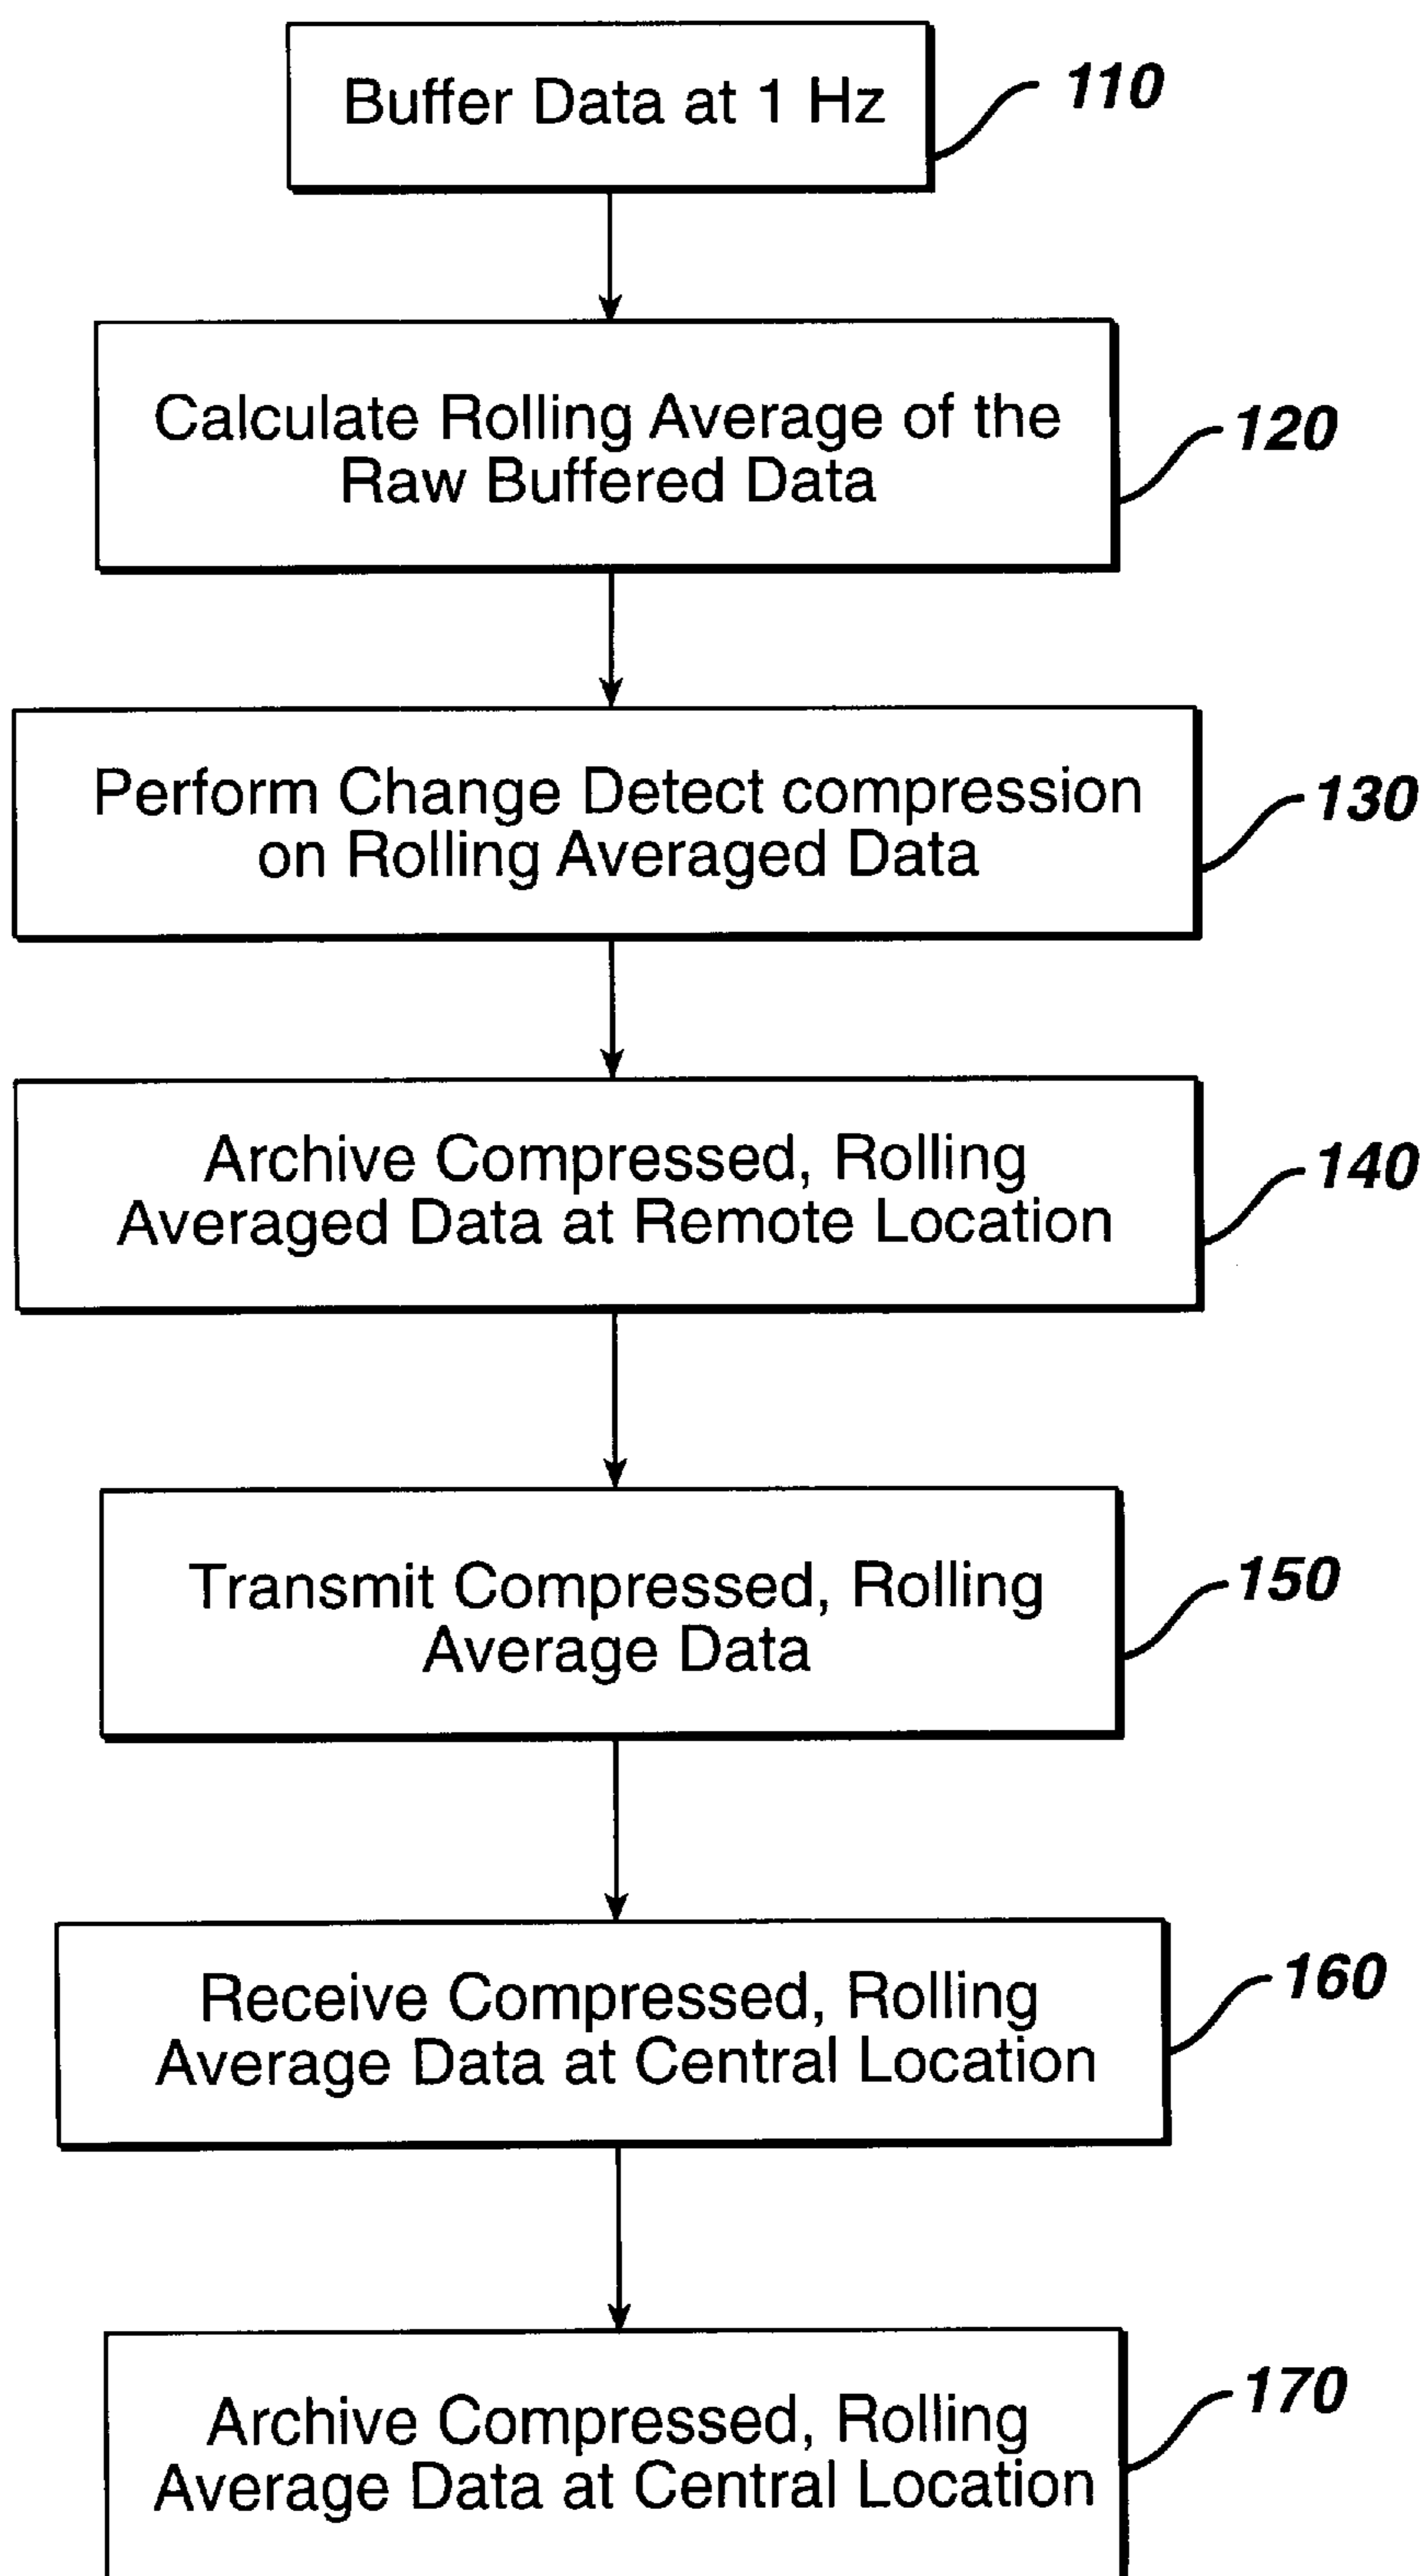 Buffer Data at 1 Hz
110
Calculate Rolling Average of the
Raw Buffered Data
120
Perform Change Detect compression
on Rolling Averaged Data
130
Archive Compressed, Rolling
Averaged Data at Remote Location
140
Transmit Compressed, Rolling
Average Data
150
Receive Compressed, Rolling
Average Data at Central Location
160
Archive Compressed, Rolling
Average Data at Central Location
170